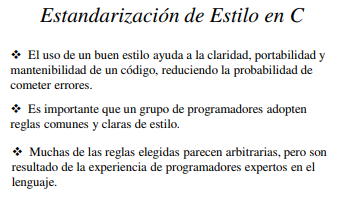 Estandarización de Estilo en C
❖ El uso de un buen estilo ayuda a la claridad, portabilidad y
mantenibilidad de un código, reduciendo la probabilidad de
cometer errores.
❖ Es importante que un grupo de programadores adopten
reglas comunes y claras de estilo.
❖ Muchas de las reglas elegidas parecen arbitrarias, pero son
resultado de la experiencia de programadores expertos en el
lenguaje.